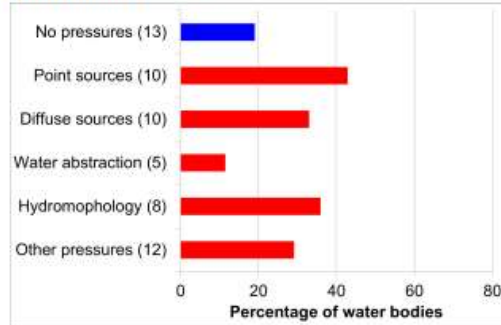 No pressures (13)
Point sources (10)
Diffuse sources (10)
Water abstraction (5)
Hydromophology (8)
Other pressures (12)
0 20 40 60 80
Percentage of water bodies